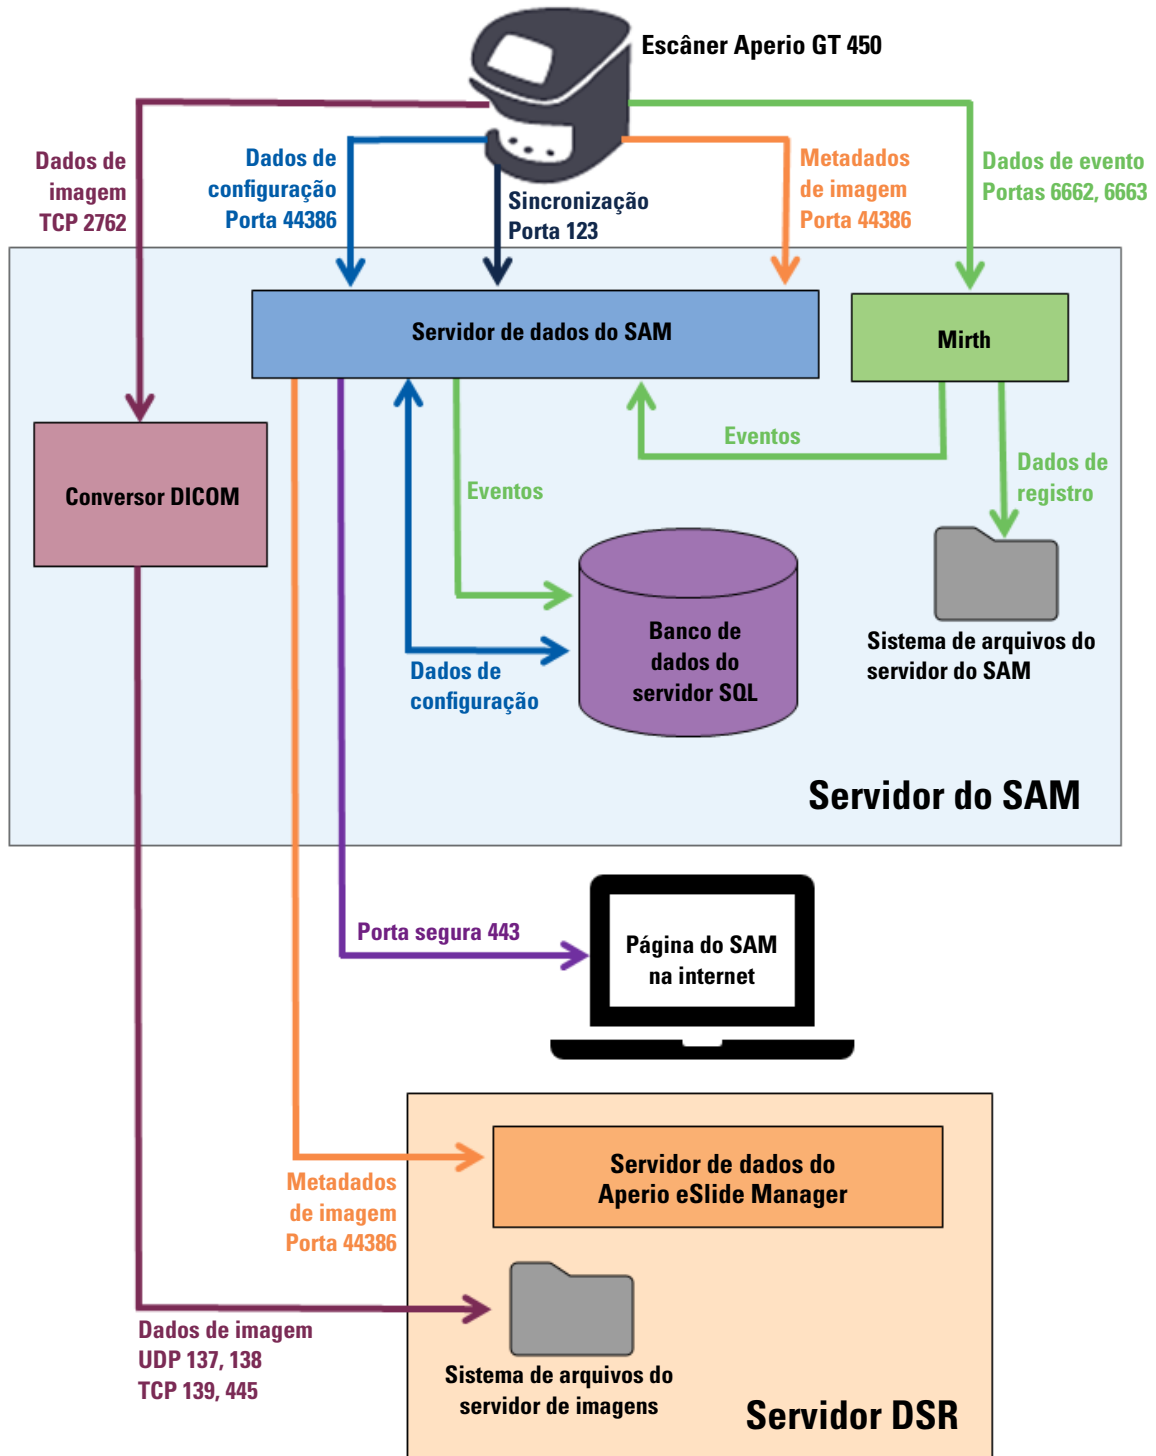 Escâner Aperio GT 450
Dados de
imagem
TCP 2762
Dados de
configuração
Porta 44386
Sincronização
Porta 123
Metadados
de imagem
Porta 44386
Dados de evento
Portas 6662, 6663
Servidor de dados do SAM
Mirth
Conversor DICOM
Eventos
Eventos
Dados de
registro
Banco de
dados do
servidor SQL
Dados de
configuração
Sistema de arquivos do
servidor do SAM
Servidor do SAM
Porta segura 443
Página do SAM
na internet
Servidor de dados do
Aperio eSlide Manager
Metadados
de imagem
Porta 44386
Dados de imagem
UDP 137, 138
TCP 139, 445
Sistema de arquivos do
servidor de imagens
Servidor DSR